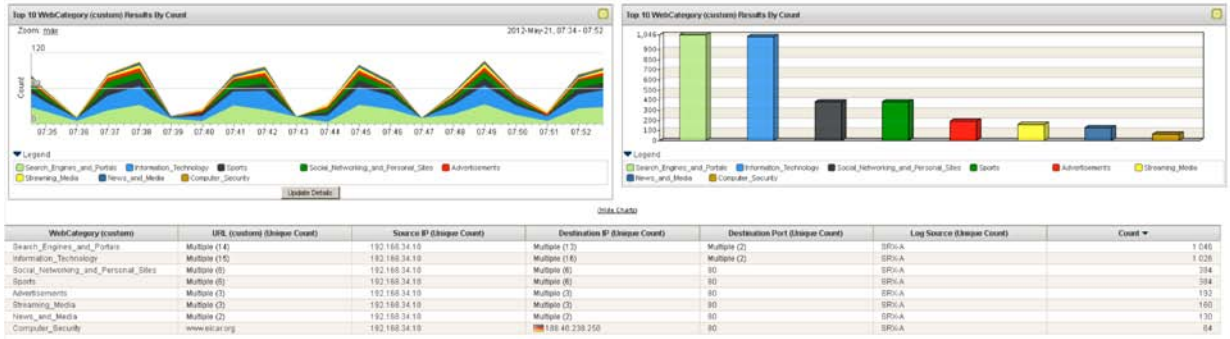 Top 10 WebCategory (custom) Results By Count
Zoom: max 2012-May-21, 07:34 - 07:52
120
Count
0
07:35 07:36 07:37 07:38 07:39 07:40 07:41 07:42 07:43 07:44 07:45 07:46 07:47 07:48 07:49 07:50 07:51 07:52
Legend
Search_Engines_and_Portals Information_Technology Sports Social_Networking_and_Personal_Sites Advertisements
Streaming_Media News_and_Media Computer_Security
Update Details
Top 10 WebCategory (custom) Results By Count
1,046
900
800
700
600
500
400
300
200
100
Legend
Search_Engines_and_Portals Information_Technology Social_Networking_and_Personal_Sites Sports Advertisements Streaming_Media
News_and_Media Computer_Security
(Hide Charts)
WebCategory (custom) URL (custom) (Unique Count) Source IP (Unique Count) Destination IP (Unique Count) Destination Port (Unique Count) Log Source (Unique Count) Count
Search_Engines_and_Portals Multiple (14) 192.168.34.10 Multiple (13) Multiple (2) SRX-A 1 046
Information_Technology Multiple (15) 192.168.34.10 Multiple (16) Multiple (2) SRX-A 1 026
Social_Networking_and_Personal_Sites Multiple (6) 192.168.34.10 Multiple (6) 80 SRX-A 384
Sports Multiple (6) 192.168.34.10 Multiple (6) 80 SRX-A 384
Advertisements Multiple (3) 192.168.34.10 Multiple (3) 80 SRX-A 192
Streaming_Media Multiple (3) 192.168.34.10 Multiple (3) 80 SRX-A 160
News_and_Media Multiple (2) 192.168.34.10 Multiple (2) 80 SRX-A 130
Computer_Security www.eicar.org 192.168.34.10 188.40.238.250 80 SRX-A 64